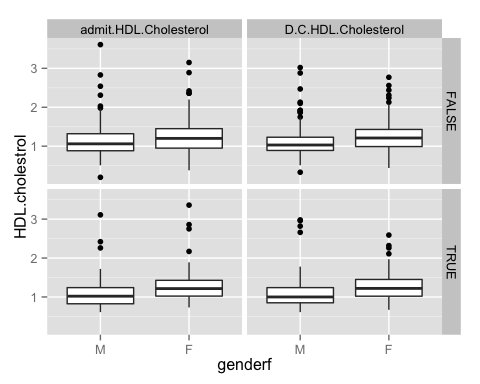 admit.HDL.Cholesterol D.C.HDL.Cholesterol
HDL.cholestrol
3
2
1
FALSE
3
2
1
TRUE
M F M F
genderf